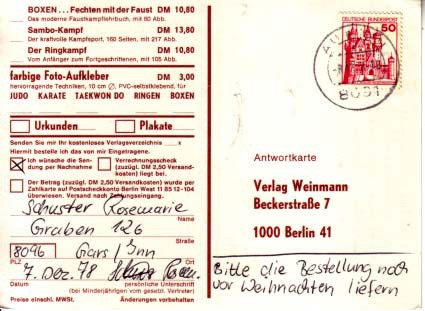 BOXEN ...Fechten mit der Faust DM 10,80
Das moderne Faustkampflehrbuch, mit 80 Abb.
Sambo-Kampf DM 13,80
Der kraftvolle Kampfsport, 160 Seiten, mit 217 Abb.
Der Ringkampf DM 10,80
Vom Anfänger zum Fortgeschrittenen, mit 105 Abb.
farbige Foto-Aufkleber DM 3,00
hervorragende Techniken, 10 cm Ø, PVC-selbstklebend, für
JUDO KARATE TAEKWON DO RINGEN BOXEN
Urkunden Plakate
Senden Sie mir Ihr kostenloses Verlagsverzeichnis ....x
Hiermit bestelle ich das von mir Eingetragene.
Ich wünsche die Sendung per Nachnahme
Verrechnungsscheck (zuzügl. DM 2,50 Versandkosten) liegt bei.
Der Betrag (zuzügl. DM 2,50 Versandkosten) wurde per
Zahlkarte auf Postscheckkonto Berlin West 11 85 12-104
überwiesen. Versand nach Zahlungseingang.
Schuster Rosemarie
Name
Graben 126
Straße
8096 Gars/Inn
PLZ Ort
7. Dez. 78
Datum persönliche Unterschrift
(bei Minderjährigen vom gesetzl. Vertreter)
Preise einschl. MWSt. Änderungen vorbehalten
DEUTSCHE BUNDESPOST
50
Antwortkarte
Verlag Weinmann
Beckerstraße 7
1000 Berlin 41
Bitte die Bestellung noch
vor Weihnachten liefern